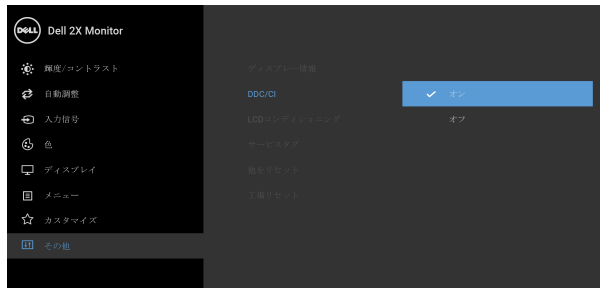 DELL
Dell 2X Monitor
輝度/コントラスト
自動調整
入力信号
色
ディスプレイ
メニュー
カスタマイズ
その他
ディスプレー情報
DDC/CI
LCDコンディショニング
サービスタグ
他をリセット
工場リセット
オン
オフ